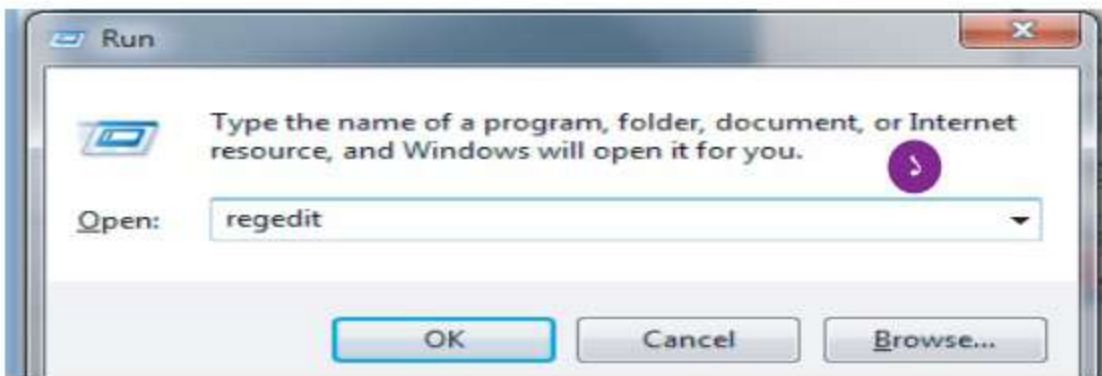 Run
Type the name of a program, folder, document, or Internet
resource, and Windows will open it for you.
১
Open: regedit
OK Cancel Browse...